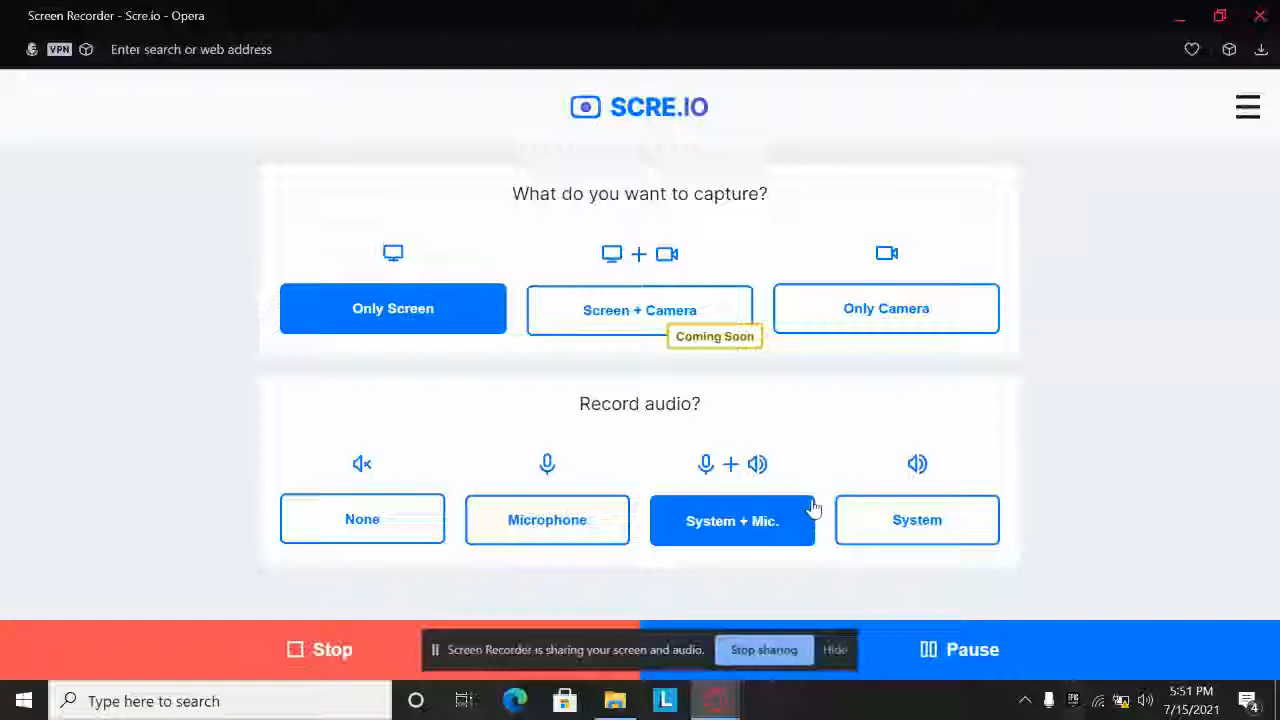 Screen Recorder - Scre.io - Opera
VPN
Enter search or web address
SCRE.IO
What do you want to capture?
Only Screen
Screen + Camera
Only Camera
Coming Soon
Record audio?
None
Microphone
System + Mic.
System
Stop
Screen Recorder is sharing your screen and audio.
Stop sharing
Hide
Pause
Type here to search
L
5:51 PM
7/15/2021
4